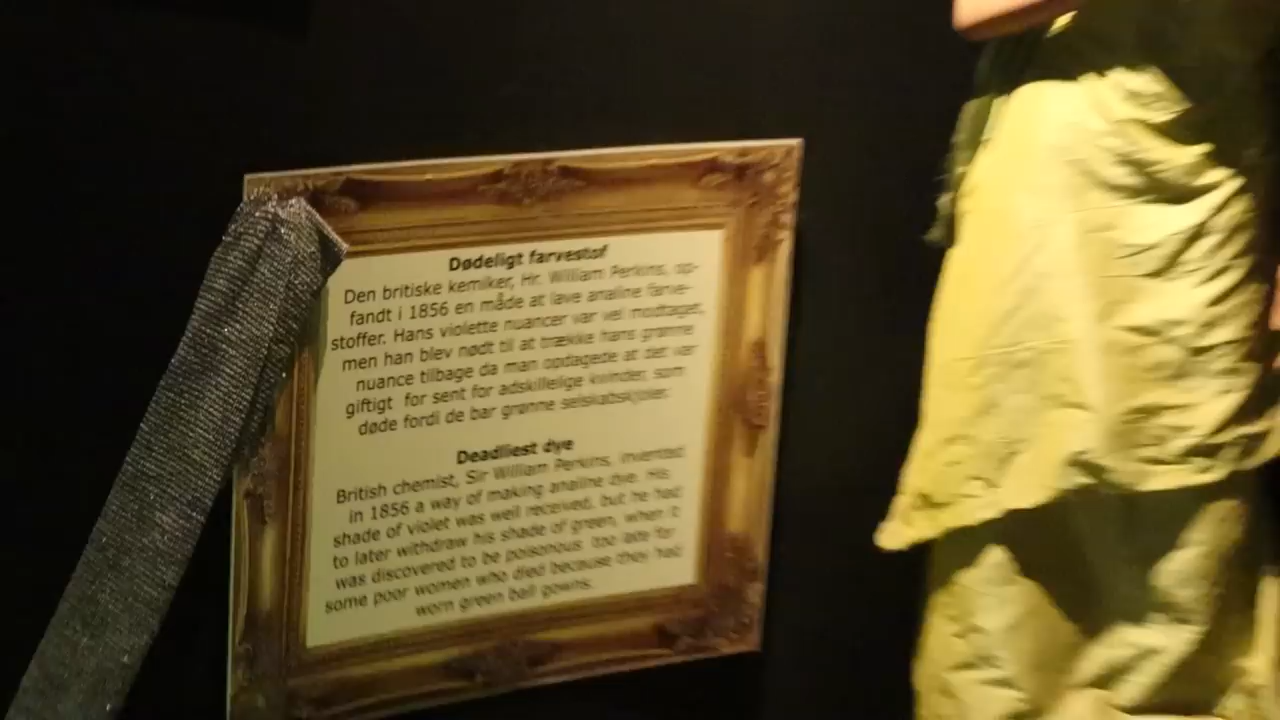 Dødeligt farvestof
Den britiske kemiker, Hr. William Perkins, op-
fandt i 1856 en måde at lave analine farve-
stoffer. Hans violette nuancer var vel modtaget,
men han blev nødt til at trække hans grønne
nuance tilbage da man opdagede at det var
giftigt for sent for adskillelige kvinder, som
døde fordi de bar grønne selskabskjoler.
Deadliest dye
British chemist, Sir William Perkins, invented
in 1856 a way of making analine dye. His
shade of violet was well received, but he had
to later withdraw his shade of green, when it
was discovered to be poisonous too late for
some poor women who died because they had
worn green ball gowns.